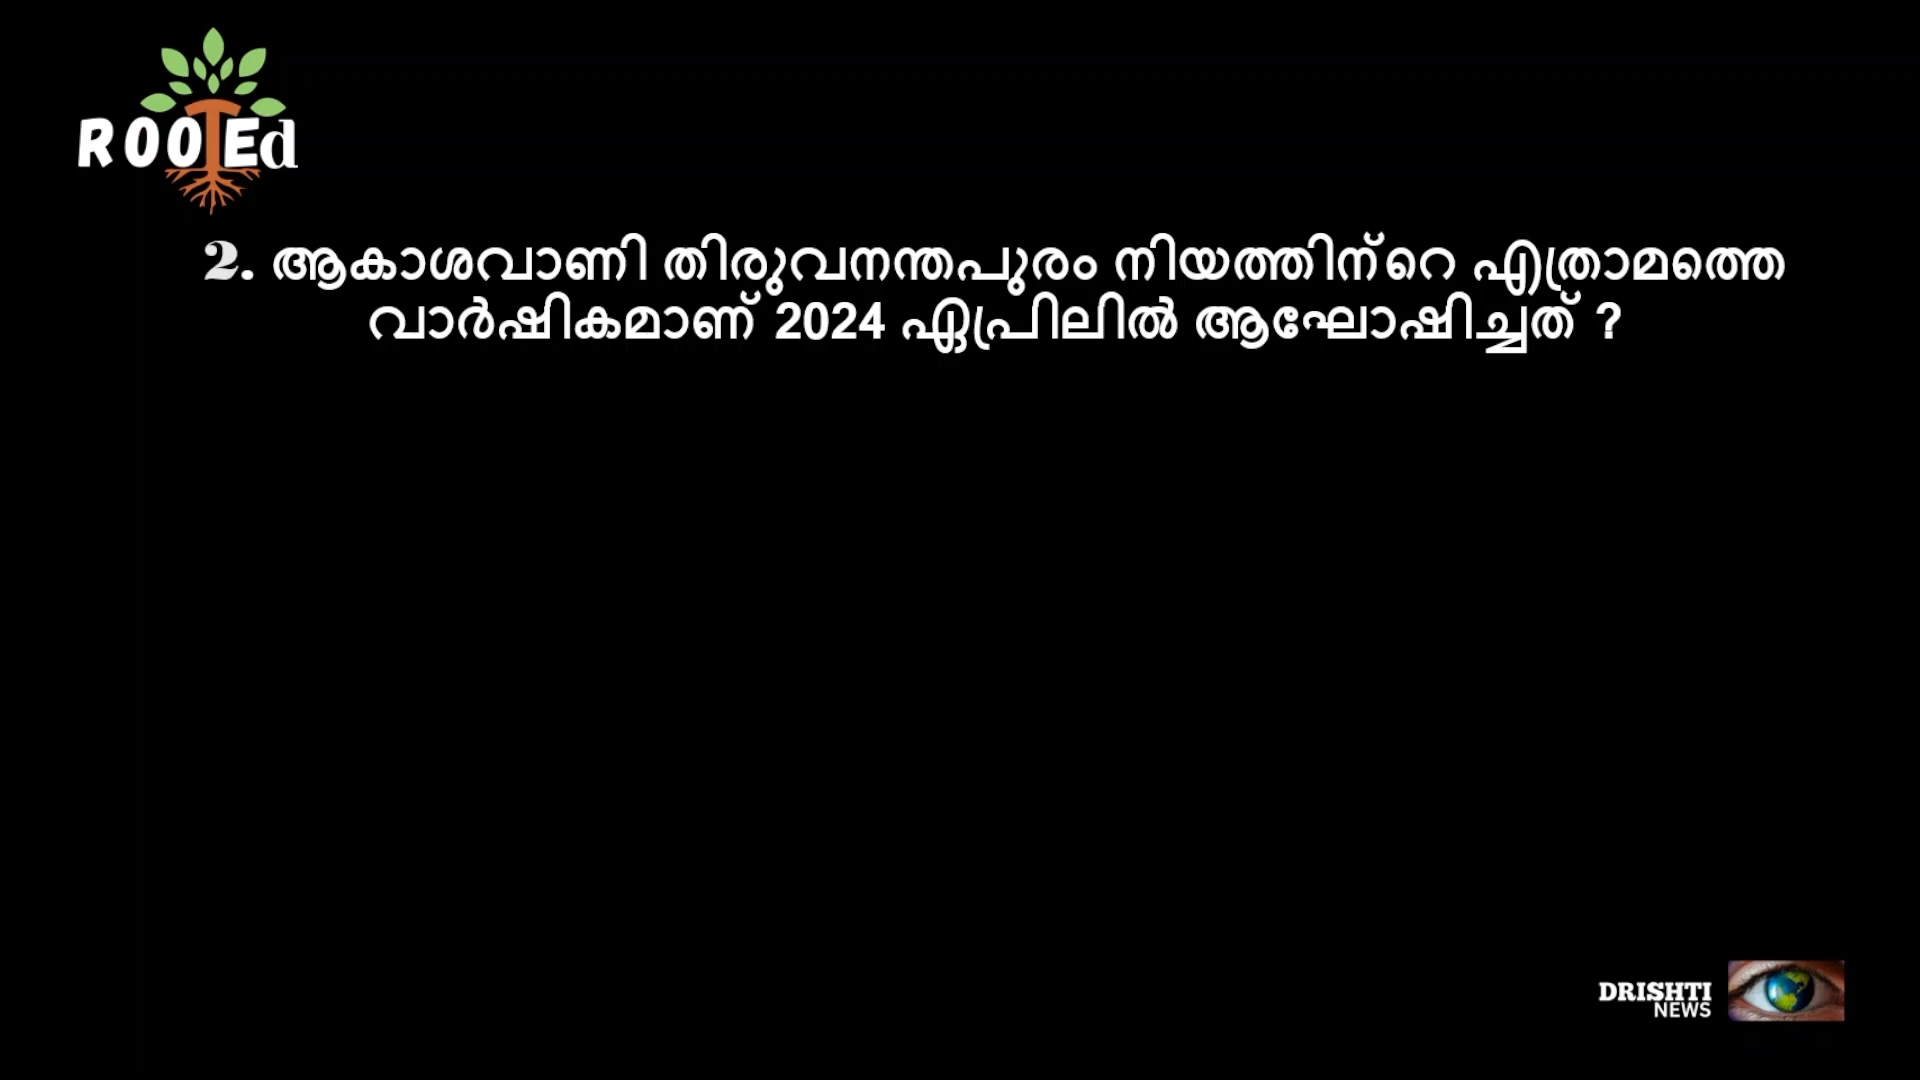 ROOTEd
2. ആകാശവാണി തിരുവനന്തപുരം നിയത്തിന്റെ എത്രാമത്തെ
വാർഷികമാണ് 2024 ഏപ്രിലിൽ ആഘോഷിച്ചത് ?
DRISHTI
NEWS